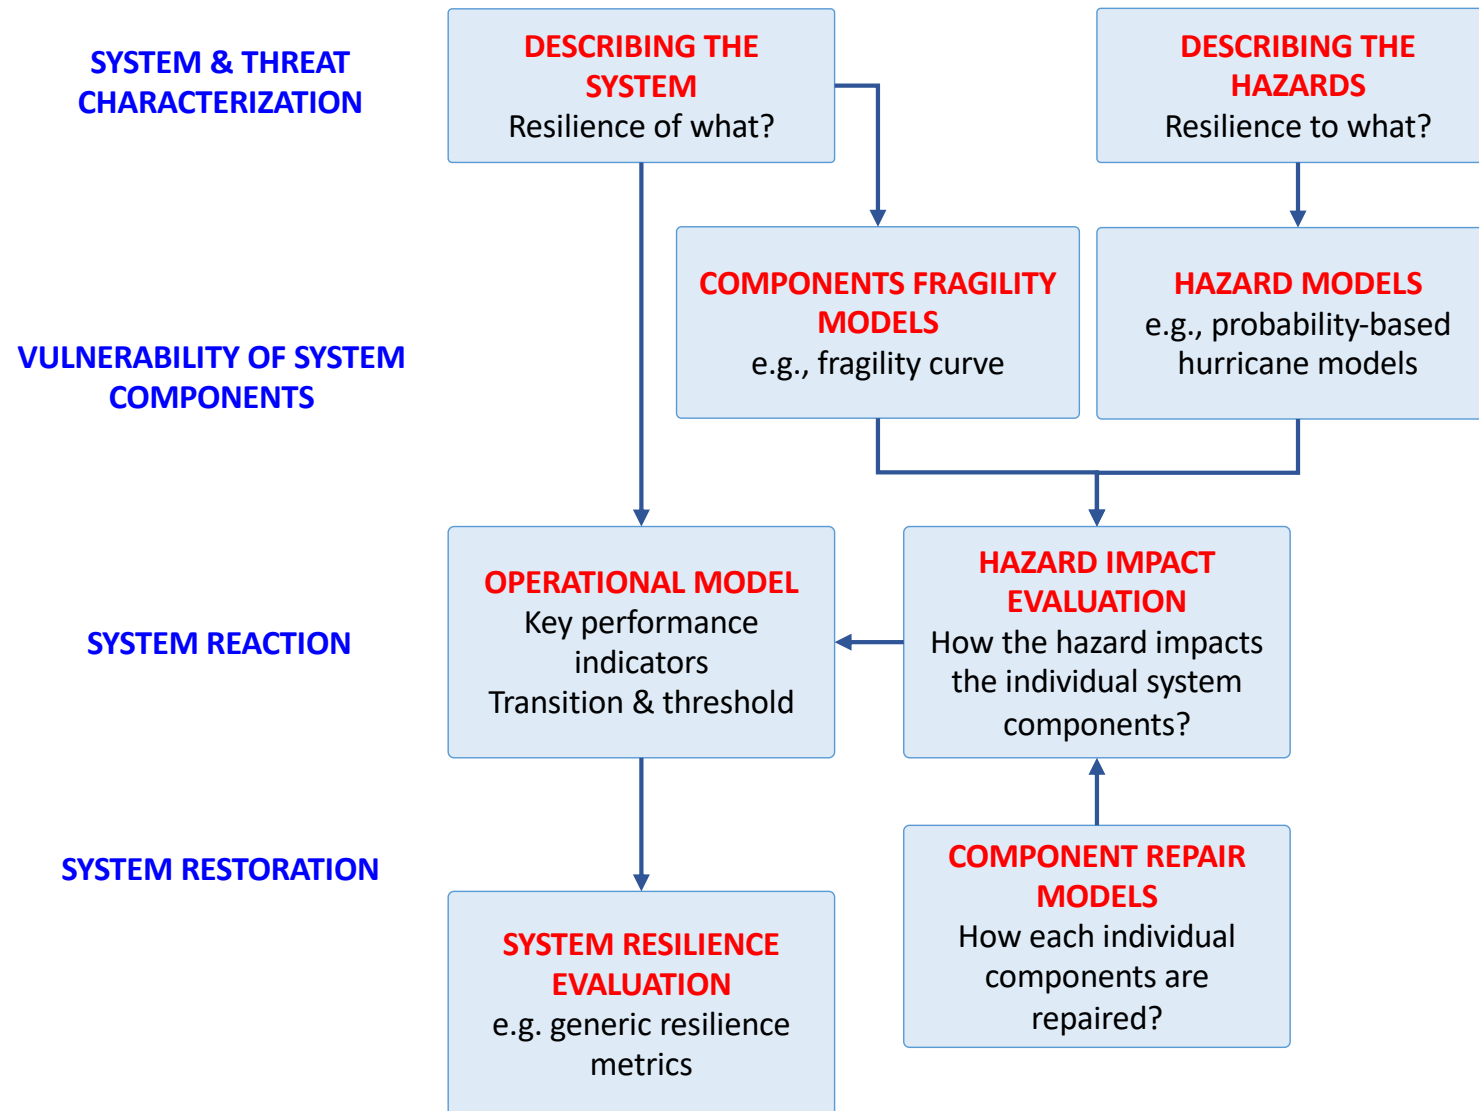 SYSTEM & THREAT
CHARACTERIZATION
DESCRIBING THE
SYSTEM
Resilience of what?
DESCRIBING THE
HAZARDS
Resilience to what?
VULNERABILITY OF SYSTEM
COMPONENTS
COMPONENTS FRAGILITY
MODELS
e.g., fragility curve
HAZARD MODELS
e.g., probability-based
hurricane models
SYSTEM REACTION
OPERATIONAL MODEL
Key performance
indicators
Transition & threshold
HAZARD IMPACT
EVALUATION
How the hazard impacts
the individual system
components?
SYSTEM RESTORATION
SYSTEM RESILIENCE
EVALUATION
e.g. generic resilience
metrics
COMPONENT REPAIR
MODELS
How each individual
components are
repaired?